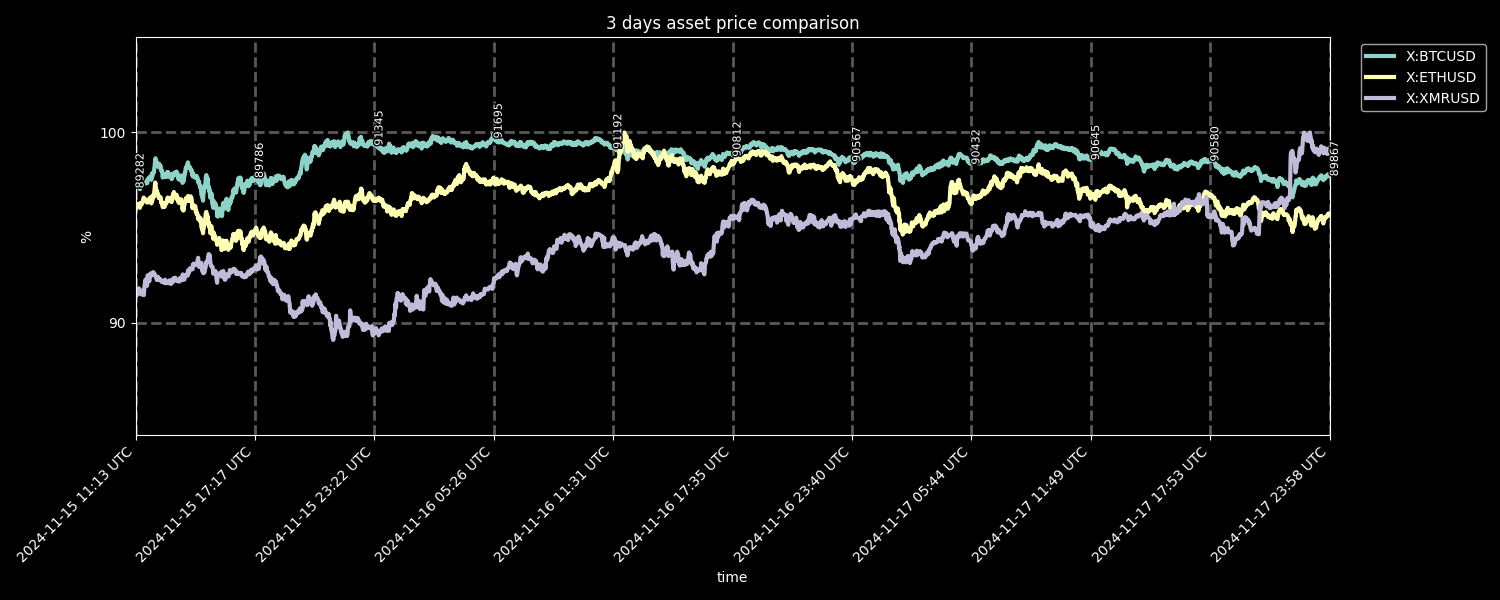 3 days asset price comparison
X:BTCUSD
X:ETHUSD
X:XMRUSD
100
90
%
89282
89786
91345
91695
91192
90812
90567
90432
90645
90580
89867
2024-11-15 11:13 UTC
2024-11-15 17:17 UTC
2024-11-15 23:22 UTC
2024-11-16 05:26 UTC
2024-11-16 11:31 UTC
2024-11-16 17:35 UTC
2024-11-16 23:40 UTC
2024-11-17 05:44 UTC
2024-11-17 11:49 UTC
2024-11-17 17:53 UTC
2024-11-17 23:58 UTC
time